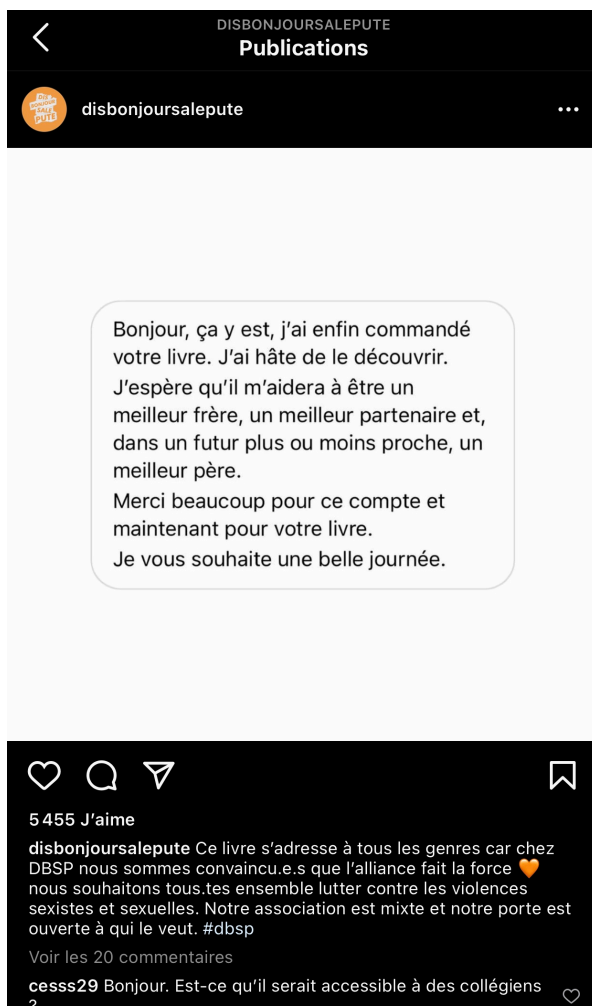 DISBONJOURSALEPUTE
Publications
DIS
BONJOUR
SALE
PUTE
disbonjoursalepute
Bonjour, ça y est, j’ai enfin commandé
votre livre. J’ai hâte de le découvrir.
J’espère qu’il m’aidera à être un
meilleur frère, un meilleur partenaire et,
dans un futur plus ou moins proche, un
meilleur père.
Merci beaucoup pour ce compte et
maintenant pour votre livre.
Je vous souhaite une belle journée.
5 455 J’aime
disbonjoursalepute Ce livre s’adresse à tous les genres car chez
DBSP nous sommes convaincu.e.s que l’alliance fait la force 🧡
nous souhaitons tous.tes ensemble lutter contre les violences
sexistes et sexuelles. Notre association est mixte et notre porte est
ouverte à qui le veut. #dbsp
Voir les 20 commentaires
cesss29 Bonjour. Est-ce qu’il serait accessible à des collégiens
?